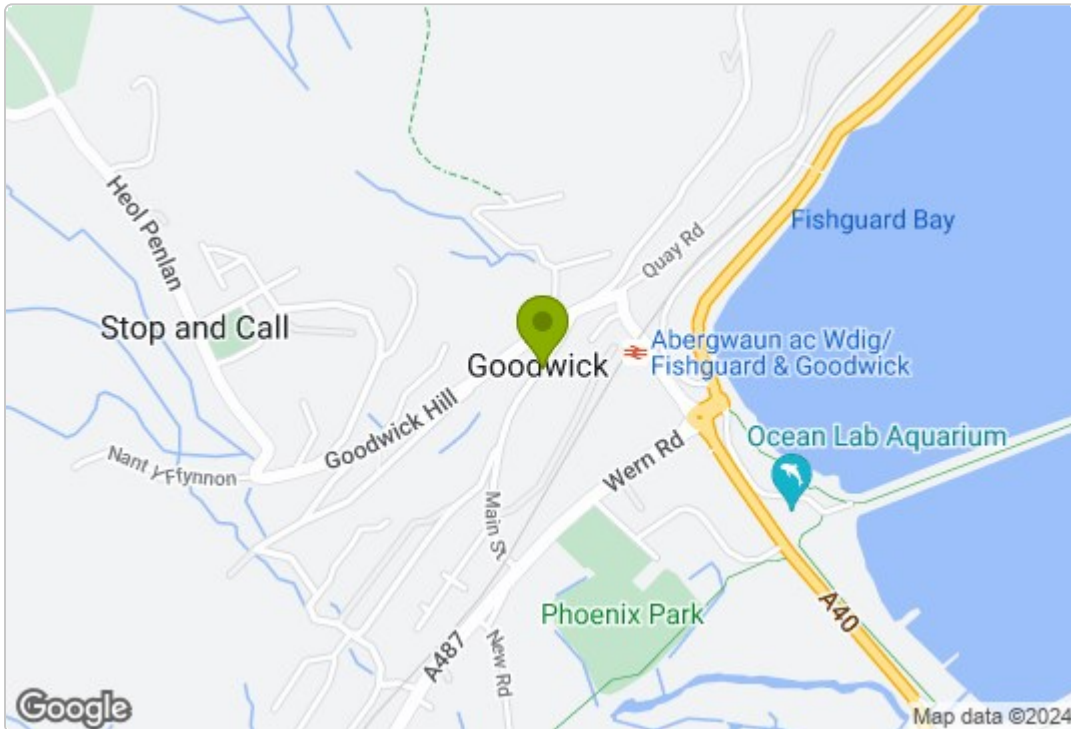 Heol Penlan
Quay Rd
Fishguard Bay
Stop and Call
Abergwaun ac Wdig/
Fishguard & Goodwick
Goodwick
Goodwick Hill
Ocean Lab Aquarium
Wern Rd
Nant Y Ffynnon
Main St
Phoenix Park
A40
A487
New Rd
Google
Map data ©2024